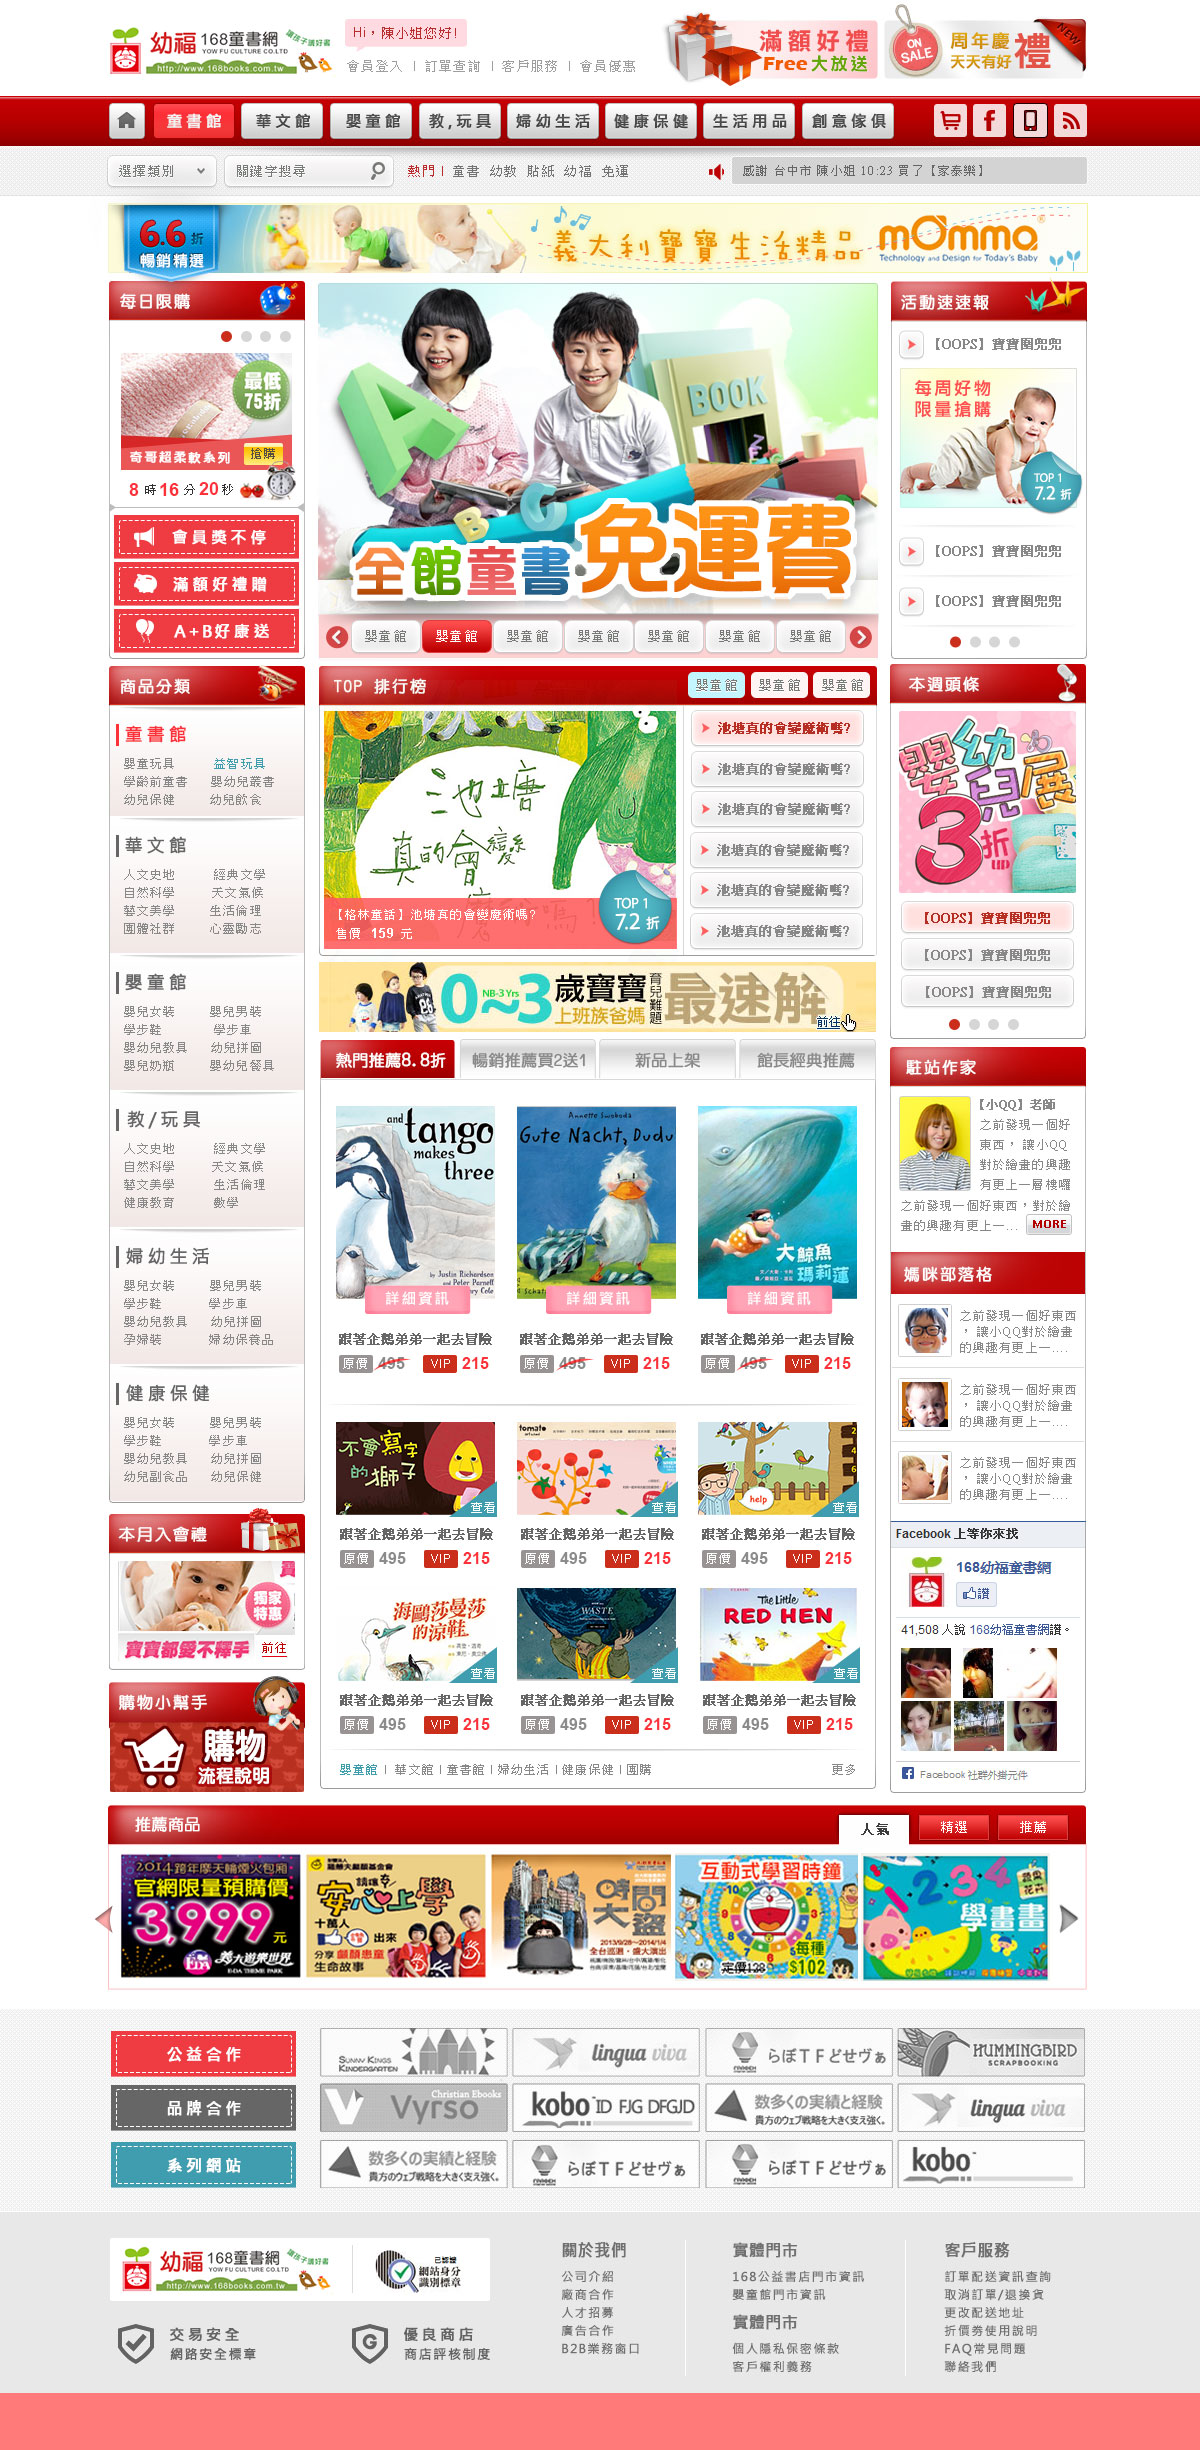 幼福168童書網
YOW FU CULTURE CO.LTD
http://www.168books.com.tw
讓孩子讀好書
Hi，陳小姐您好!
會員登入 | 訂單查詢 | 客戶服務 | 會員優惠
滿額好禮
Free大放送
ON SALE
周年慶
天天有好禮
NEW
童書館 華文館 嬰童館 教,玩具 婦幼生活 健康保健 生活用品 創意傢俱
選擇類別
關鍵字搜尋
熱門 | 童書 幼教 貼紙 幼福 免運
感謝 台中市 陳小姐 10:23 買了【家泰樂】
6.6折
暢銷精選
義大利寶寶生活精品
momma
Technology and Design for Today's Baby
每日限購
最低
75折
奇哥超柔軟系列
搶購
8時16分20秒
會員獎不停
滿額好禮贈
A+B好康送
A
BOOK
B C
全館童書免運費
嬰童館 嬰童館 嬰童館 嬰童館 嬰童館 嬰童館 嬰童館
活動速速報
【OOPS】寶寶圈兜兜
每周好物
限量搶購
TOP 1
7.2 折
【OOPS】寶寶圈兜兜
【OOPS】寶寶圈兜兜
商品分類
童書館
嬰童玩具 益智玩具
學齡前童書 嬰幼兒叢書
幼兒保健 幼兒飲食
華文館
人文史地 經典文學
自然科學 天文氣候
藝文美學 生活倫理
團體社群 心靈勵志
嬰童館
嬰兒女裝 嬰兒男裝
學步鞋 學步車
嬰幼兒教具 幼兒拼圖
嬰兒奶瓶 嬰幼兒餐具
教/玩具
人文史地 經典文學
自然科學 天文氣候
藝文美學 生活倫理
健康教育 數學
婦幼生活
嬰兒女裝 嬰兒男裝
學步鞋 學步車
嬰幼兒教具 幼兒拼圖
孕婦裝 婦幼保養品
健康保健
嬰兒女裝 嬰兒男裝
學步鞋 學步車
嬰幼兒教具 幼兒拼圖
幼兒副食品 幼兒保健
TOP 排行榜
嬰童館 嬰童館 嬰童館
池塘
真的會變
魔
嗎!
TOP 1
7.2 折
【格林童話】池塘真的會變魔術嗎?
售價 159 元
池塘真的會變魔術嗎?
池塘真的會變魔術嗎?
池塘真的會變魔術嗎?
池塘真的會變魔術嗎?
池塘真的會變魔術嗎?
池塘真的會變魔術嗎?
本週頭條
嬰幼兒展
3折
【OOPS】寶寶圈兜兜
【OOPS】寶寶圈兜兜
【OOPS】寶寶圈兜兜
0~3
NB-3 Yrs
歲寶寶
上班族爸媽
育兒難題
最速解
前往
熱門推薦8.8折 暢銷推薦買2送1 新品上架 館長經典推薦
and tango makes three
by Justin Richardson
and Peter Parnell
Annette Swoboda
Gute Nacht, Dudu
大鯨魚
瑪莉蓮
詳細資訊 詳細資訊 詳細資訊
跟著企鵝弟弟一起去冒險 跟著企鵝弟弟一起去冒險 跟著企鵝弟弟一起去冒險
原價 495 VIP 215 原價 495 VIP 215 原價 495 VIP 215
不會寫字
的獅子
tomato
help
查看 查看 查看
跟著企鵝弟弟一起去冒險 跟著企鵝弟弟一起去冒險 跟著企鵝弟弟一起去冒險
原價 495 VIP 215 原價 495 VIP 215 原價 495 VIP 215
海鷗莎曼莎
的涼鞋
WASTE
The Little
RED HEN
查看 查看 查看
跟著企鵝弟弟一起去冒險 跟著企鵝弟弟一起去冒險 跟著企鵝弟弟一起去冒險
原價 495 VIP 215 原價 495 VIP 215 原價 495 VIP 215
嬰童館 | 華文館 | 童書館 | 婦幼生活 | 健康保健 | 團購
更多
駐站作家
【小QQ】老師
之前發現一個好
東西，讓小QQ
對於繪畫的興趣
有更上一層樓囉
之前發現一個好東西，對於繪
畫的興趣有更上一...
MORE
媽咪部落格
之前發現一個好東西
，讓小QQ對於繪畫
的興趣有更上一....
之前發現一個好東西
，讓小QQ對於繪畫
的興趣有更上一....
之前發現一個好東西
，讓小QQ對於繪畫
的興趣有更上一....
Facebook 上等你來找
168幼福童書網
讚
41,508 人說 168幼福童書網讚。
Facebook 社群外掛元件
本月入會禮
獨家
特惠
寶寶都愛不釋手
前往
購物小幫手
購物
流程說明
推薦商品
人氣 精選 推薦
2014跨年摩天輪煙火包廂
官網限量預購價
3,999元
義大遊樂世界
E-DA THEME PARK
請讓我
安心上學
十萬人
讚出來
分享顱顏患童
生命故事
時間大盜
2013/9/28~2014/1/4
全台巡迴・盛大演出
互動式學習時鐘
定價128
每種
$102
1・2・3・4
學畫畫
蔬果花卉
公益合作
品牌合作
系列網站
SUNNY KINGS
KINDERGARTEN
lingua viva
らぼTFどせヴぁ
HUMMINGBIRD
SCRAPBOOKING
Christian Ebooks
Vyrso
kobo ID FJG DFGJD
数多くの実績と経験
貴方のウェブ戦略を大きく支え強く。
lingua viva
数多くの実績と経験
貴方のウェブ戦略を大きく支え強く。
らぼTFどせヴぁ
らぼTFどせヴぁ
kobo
幼福168童書網
YOW FU CULTURE CO.LTD
http://www.168books.com.tw
讓孩子讀好書
已認證
網站身分
識別標章
交易安全
網路安全標章
優良商店
商店評核制度
關於我們
公司介紹
廠商合作
人才招募
廣告合作
B2B業務窗口
實體門市
168公益書店門市資訊
嬰童館門市資訊
實體門市
個人隱私保密條款
客戶權利義務
客戶服務
訂單配送資訊查詢
取消訂單/退換貨
更改配送地址
折價券使用說明
FAQ常見問題
聯絡我們